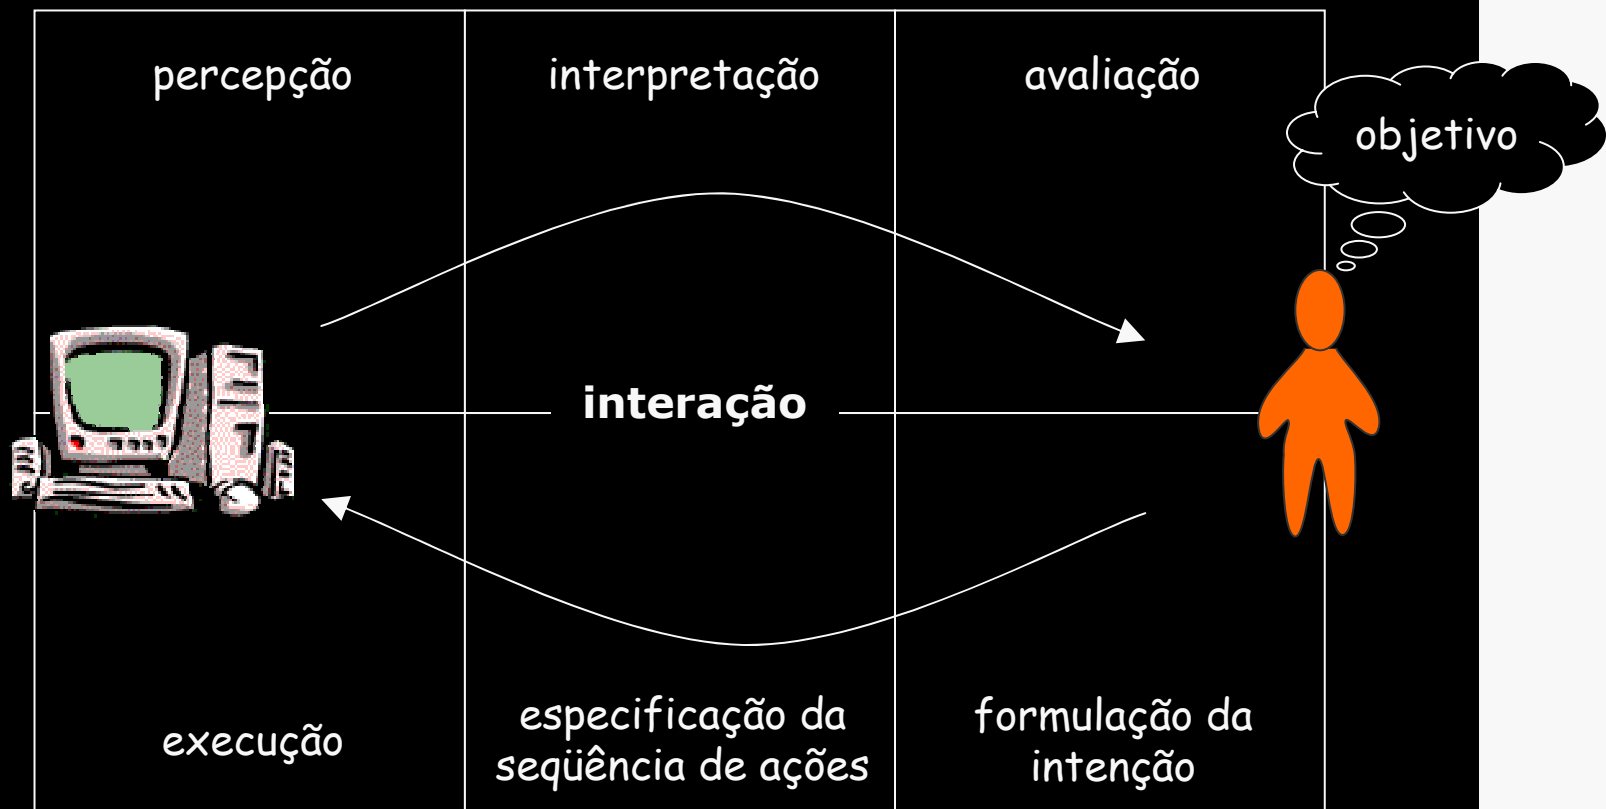 percepção
interpretação
avaliação
objetivo
interação
execução
especificação da
seqüência de ações
formulação da
intenção